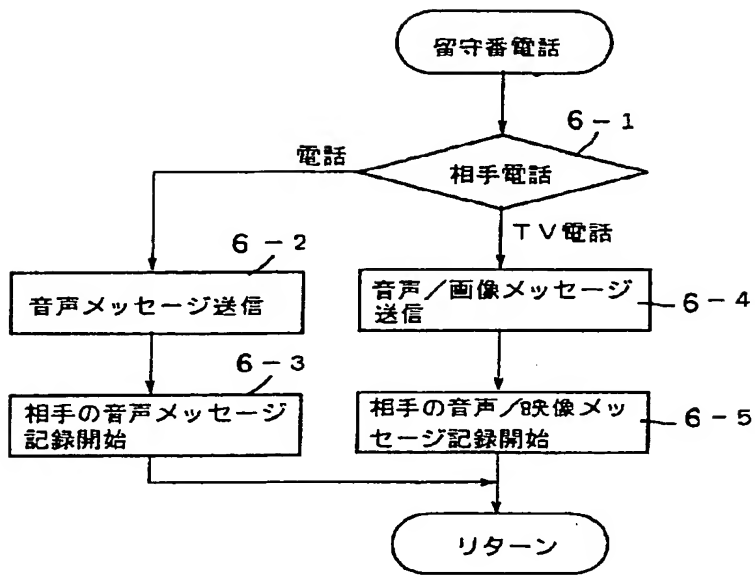 留守番電話
6-1
電話
相手電話
TV電話
6-2
音声メッセージ送信
音声/画像メッセージ
送信
6-4
6-3
相手の音声メッセージ
記録開始
相手の音声/映像メッ
セージ記録開始
6-5
リターン